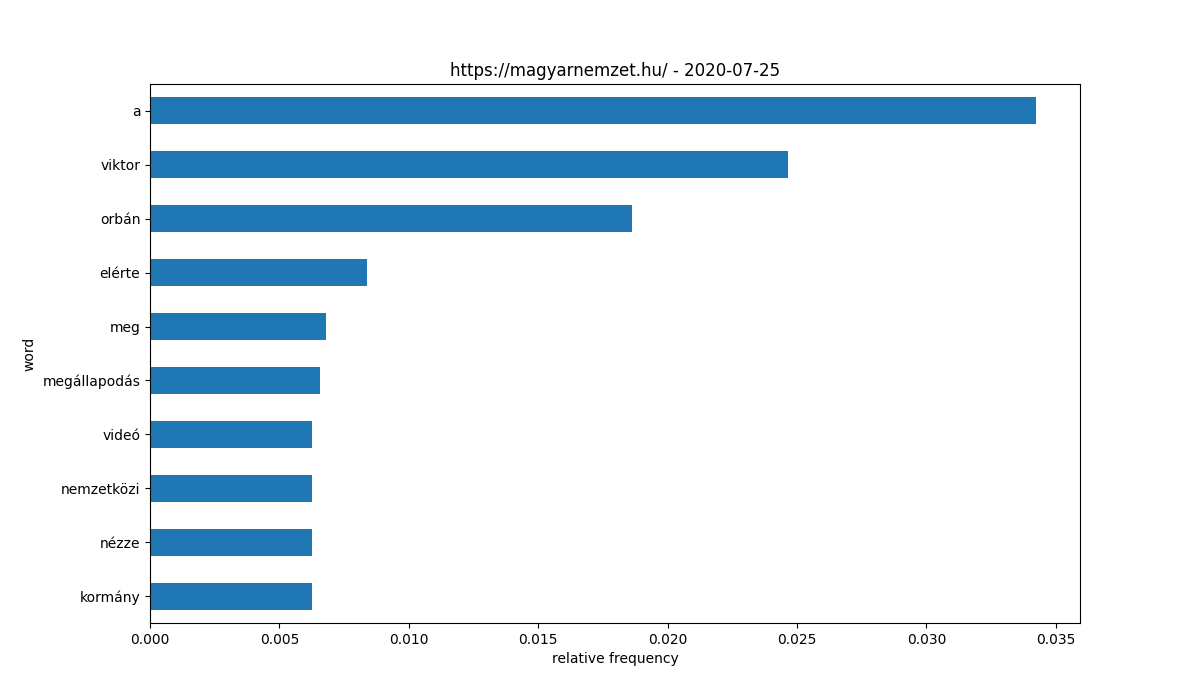 https://magyarnemzet.hu/ - 2020-07-25
a
viktor
orbán
elérte
meg
megállapodás
videó
nemzetközi
nézze
kormány
word
0.000 0.005 0.010 0.015 0.020 0.025 0.030 0.035
relative frequency